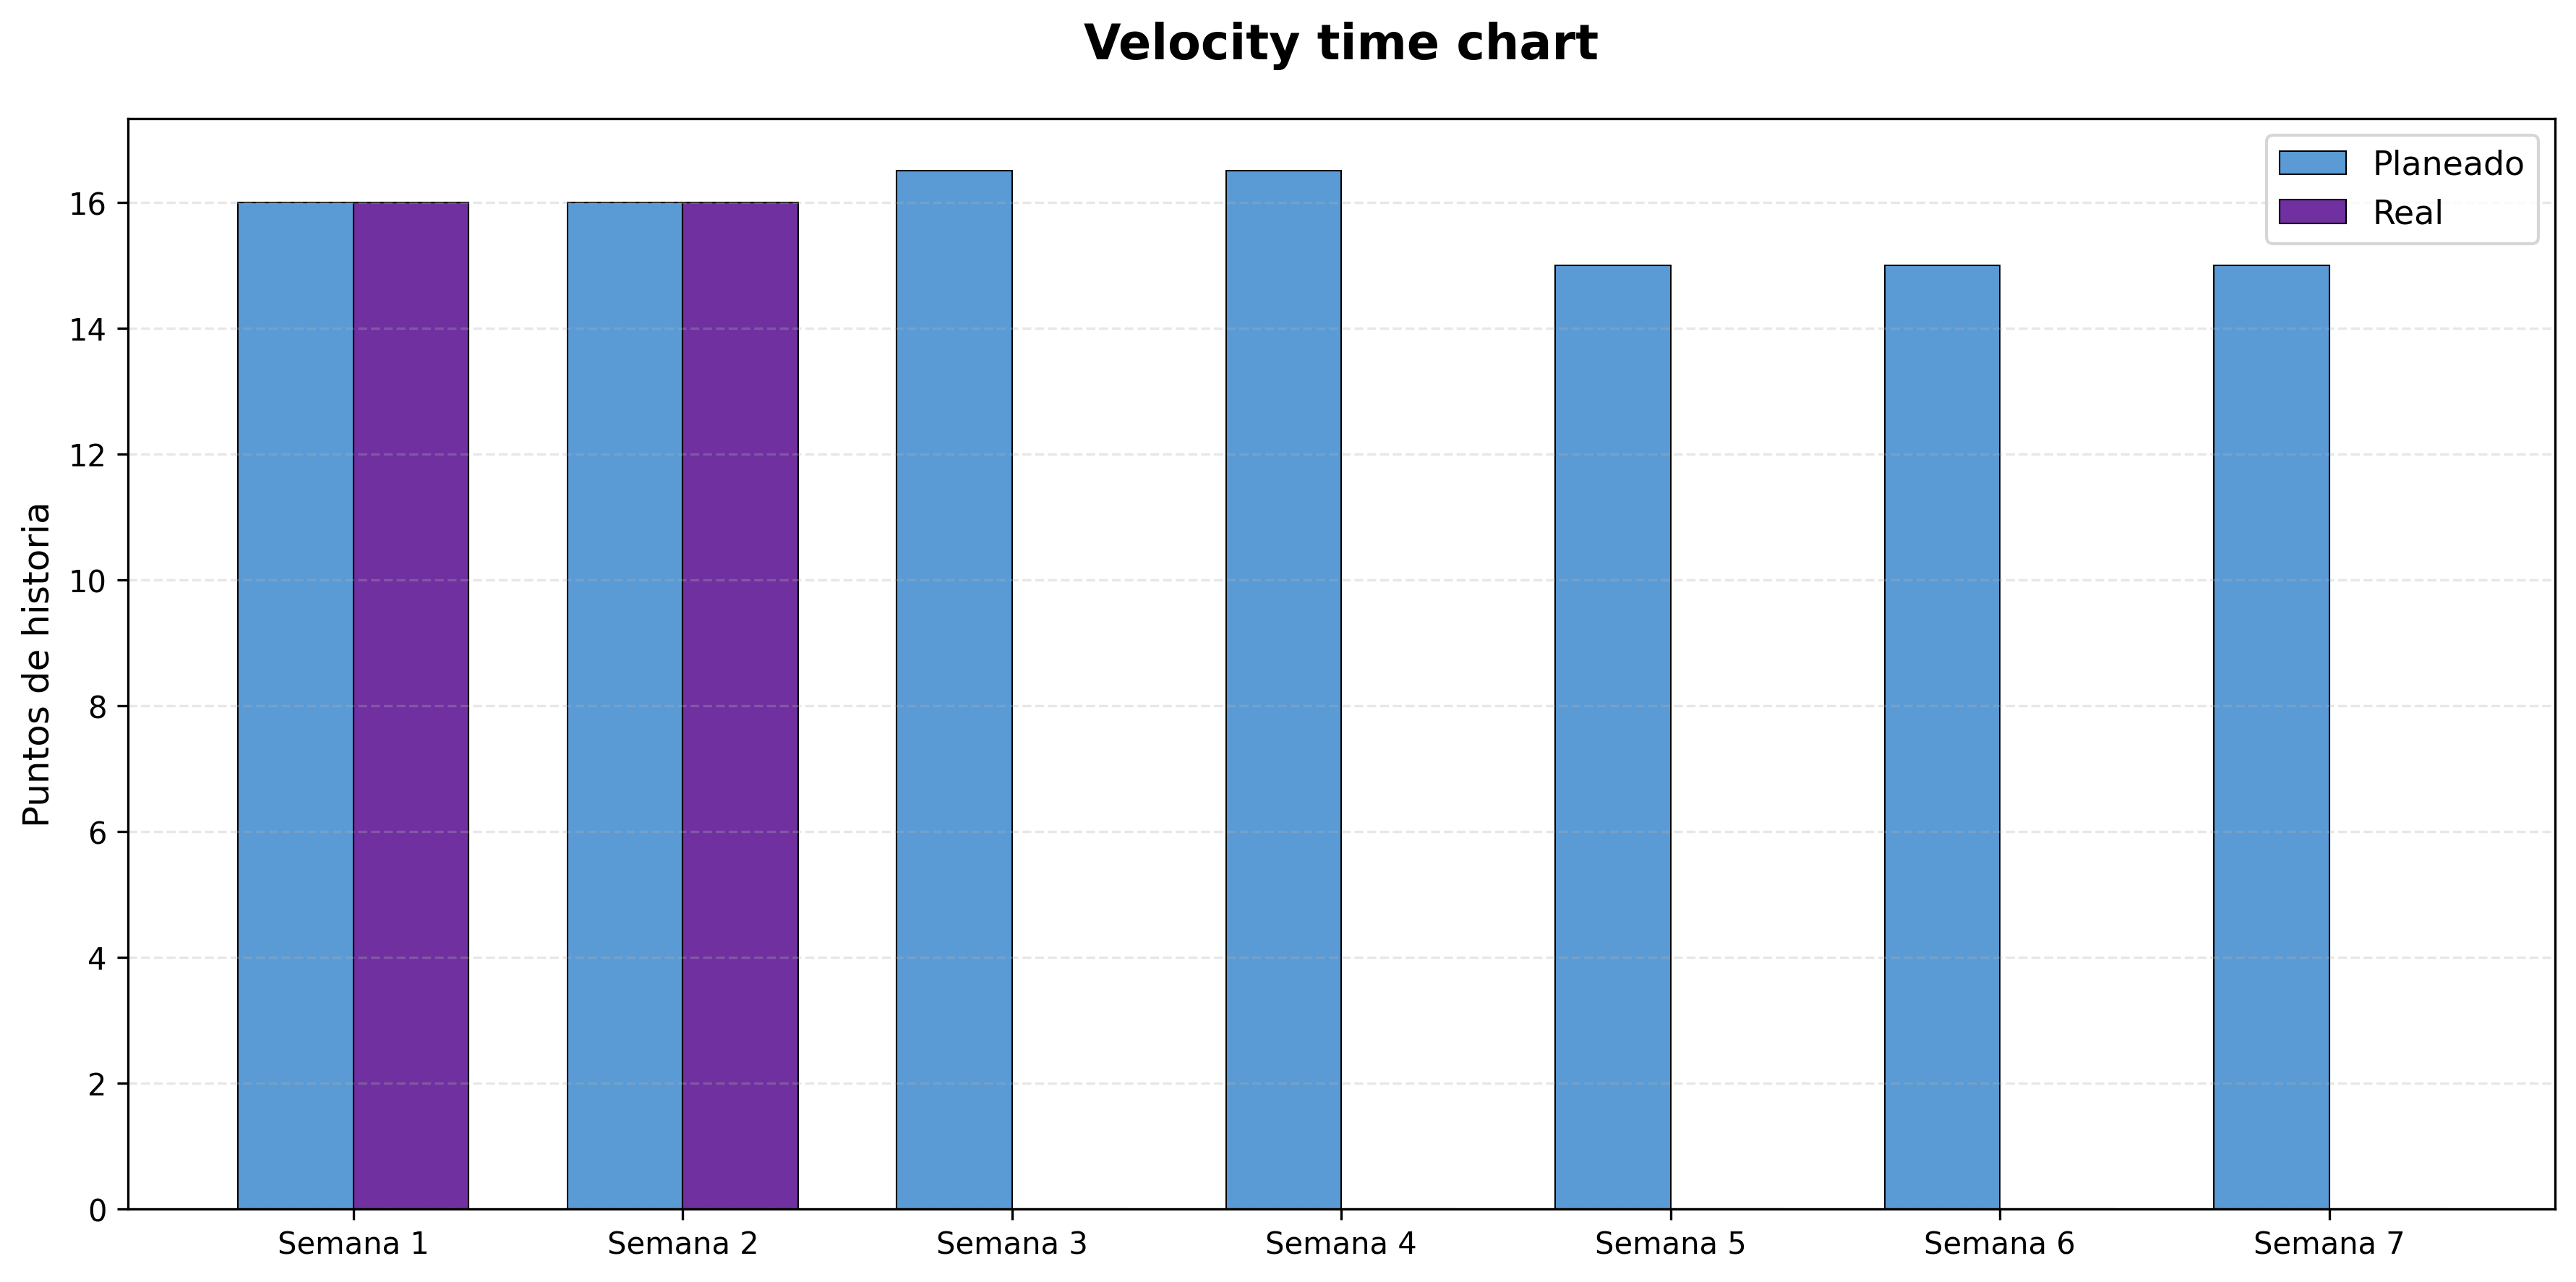 Velocity time chart
Planeado
Real
Puntos de historia
16
14
12
10
8
6
4
2
0
Semana 1
Semana 2
Semana 3
Semana 4
Semana 5
Semana 6
Semana 7